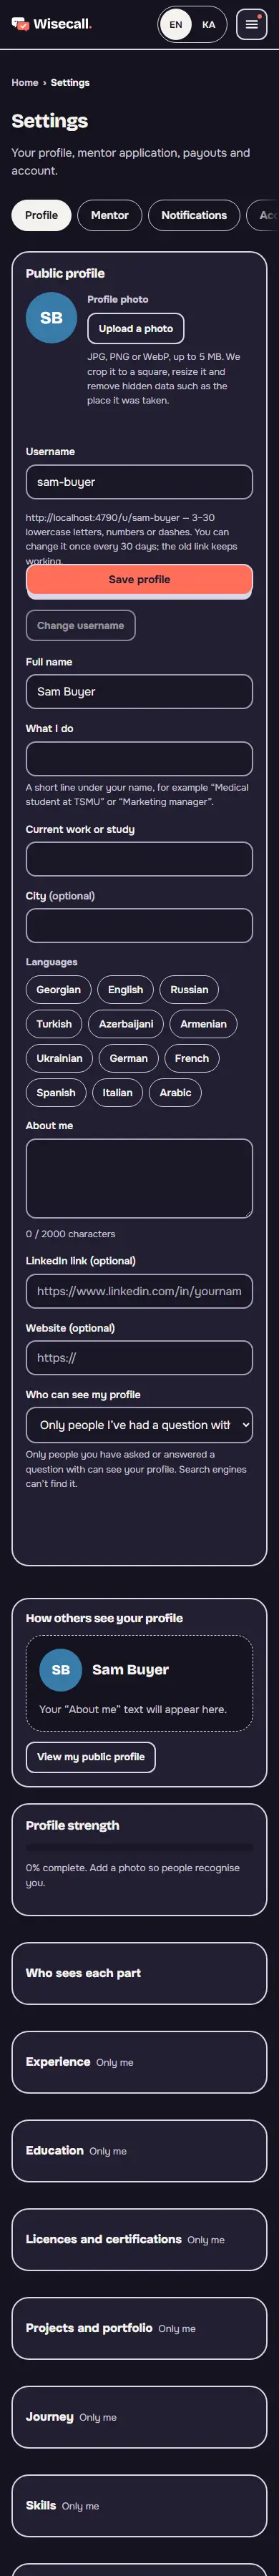 Wisecall.
EN KA
Home › Settings
Settings
Your profile, mentor application, payouts and
account.
Profile Mentor Notifications
Public profile
SB
Profile photo
Upload a photo
JPG, PNG or WebP, up to 5 MB. We
crop it to a square, resize it and
remove hidden data such as the
place it was taken.
Username
sam-buyer
http://localhost:4790/u/sam-buyer — 3–30
lowercase letters, numbers or dashes. You can
change it once every 30 days; the old link keeps
working.
Save profile
Change username
Full name
Sam Buyer
What I do
A short line under your name, for example “Medical
student at TSMU” or “Marketing manager”.
Current work or study
City (optional)
Languages
Georgian English Russian
Turkish Azerbaijani Armenian
Ukrainian German French
Spanish Italian Arabic
About me
0 / 2000 characters
LinkedIn link (optional)
https://www.linkedin.com/in/yournam
Website (optional)
https://
Who can see my profile
Only people I’ve had a question with
Only people you have asked or answered a
question with can see your profile. Search engines
can’t find it.
How others see your profile
SB Sam Buyer
Your “About me” text will appear here.
View my public profile
Profile strength
0% complete. Add a photo so people recognise
you.
Who sees each part
Experience Only me
Education Only me
Licences and certifications Only me
Projects and portfolio Only me
Journey Only me
Skills Only me